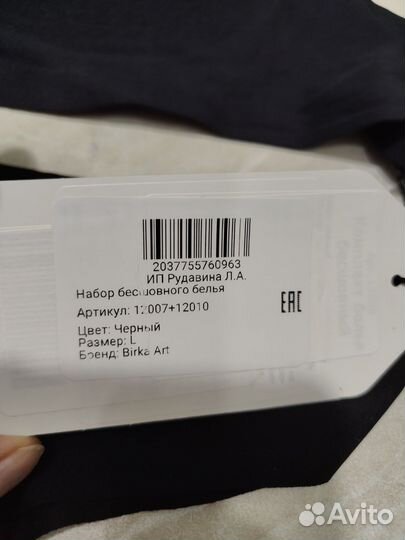 2037755760963
ИП Рудавина Л.А.
Набор бесшовного белья
Артикул: 12007+12010
Цвет: Черный
Размер: L
Бренд: Birka Art
EAC
Avito